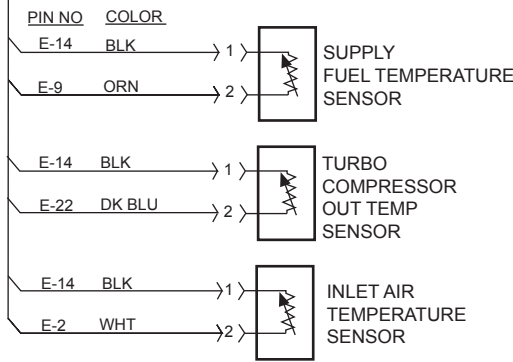 PIN NO COLOR
E-14 BLK 1
SUPPLY
FUEL TEMPERATURE
SENSOR
E-9 ORN 2
E-14 BLK 1
TURBO
COMPRESSOR
OUT TEMP
SENSOR
E-22 DK BLU 2
E-14 BLK 1
INLET AIR
TEMPERATURE
SENSOR
E-2 WHT 2